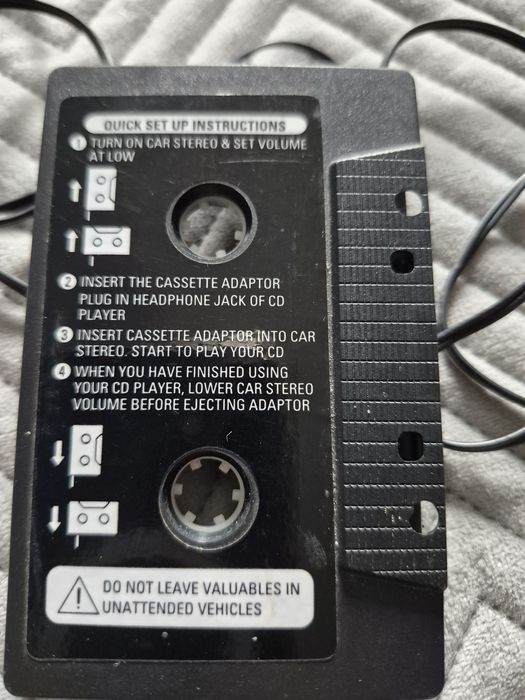 QUICK SET UP INSTRUCTIONS
1 TURN ON CAR STEREO & SET VOLUME
AT LOW
2 INSERT THE CASSETTE ADAPTOR
PLUG IN HEADPHONE JACK OF CD
PLAYER
3 INSERT CASSETTE ADAPTOR INTO CAR
STEREO. START TO PLAY YOUR CD
4 WHEN YOU HAVE FINISHED USING
YOUR CD PLAYER, LOWER CAR STEREO
VOLUME BEFORE EJECTING ADAPTOR
DO NOT LEAVE VALUABLES IN
UNATTENDED VEHICLES